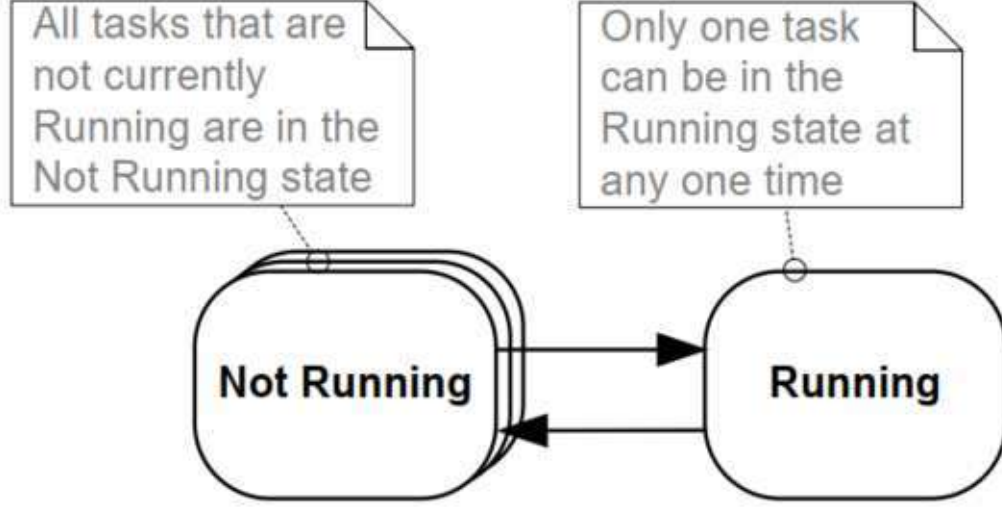 All tasks that are
not currently
Running are in the
Not Running state
Only one task
can be in the
Running state at
any one time
Not Running
Running